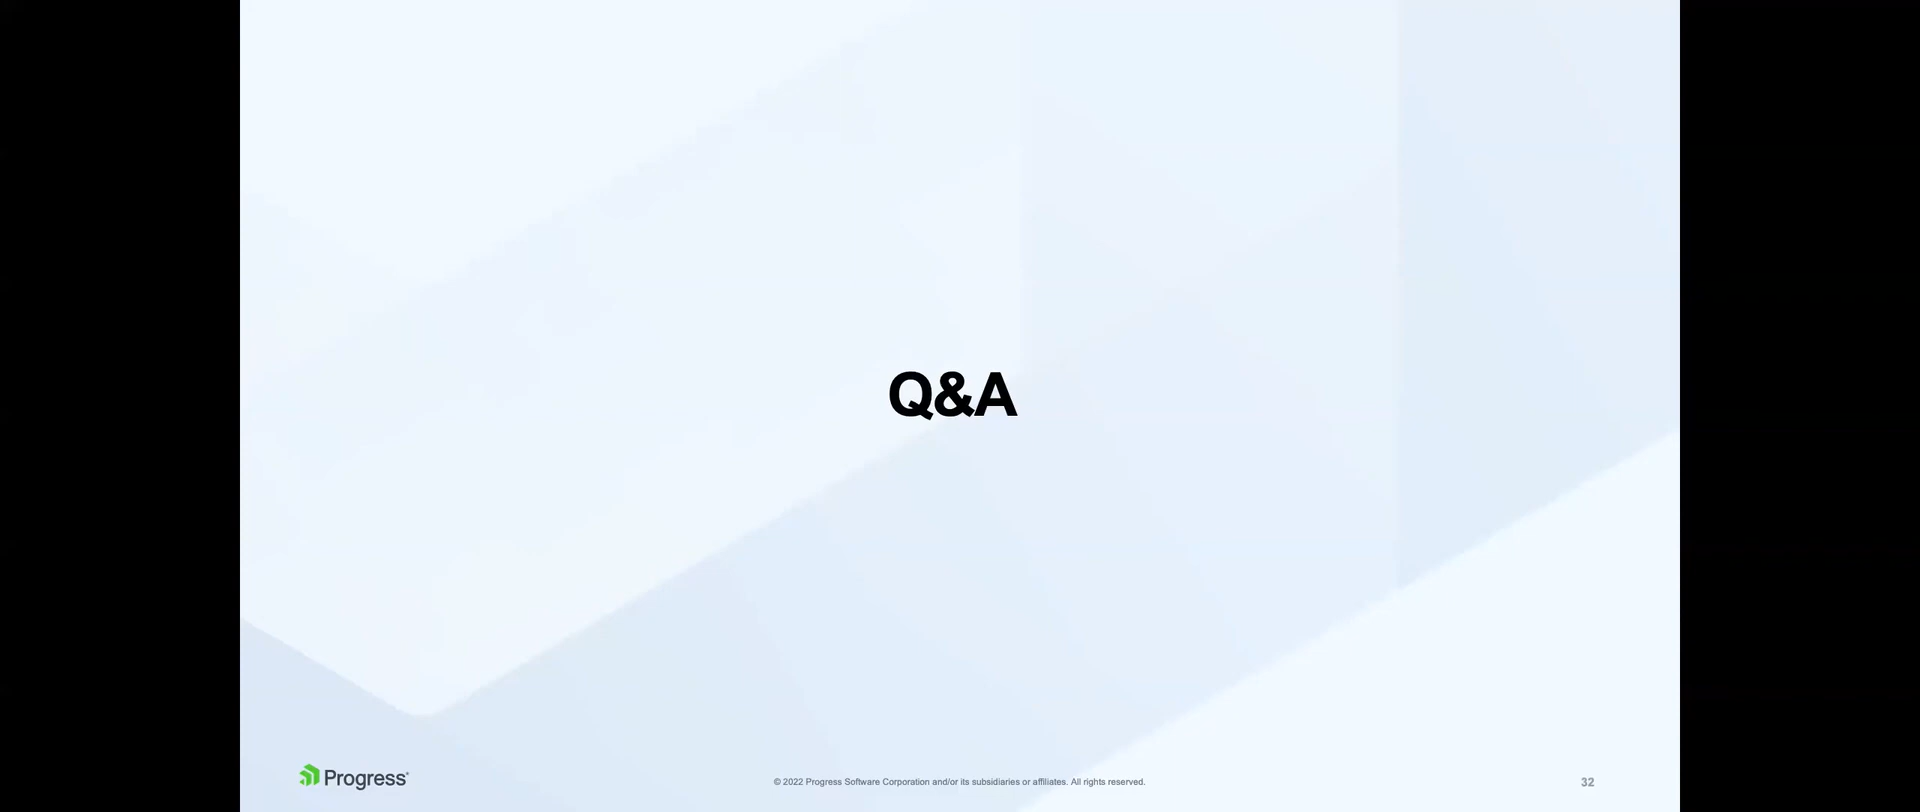 Q&A
Progress
© 2022 Progress Software Corporation and/or its subsidiaries or affiliates. All rights reserved.
32